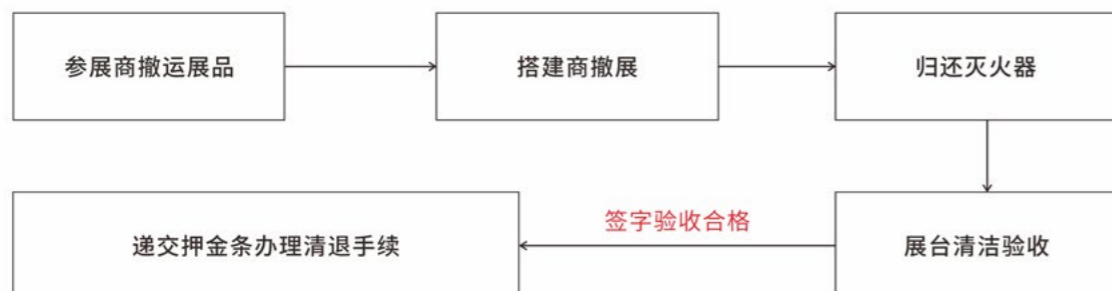 参展商撤运展品
搭建商撤展
归还灭火器
展台清洁验收
签字验收合格
递交押金条办理清退手续